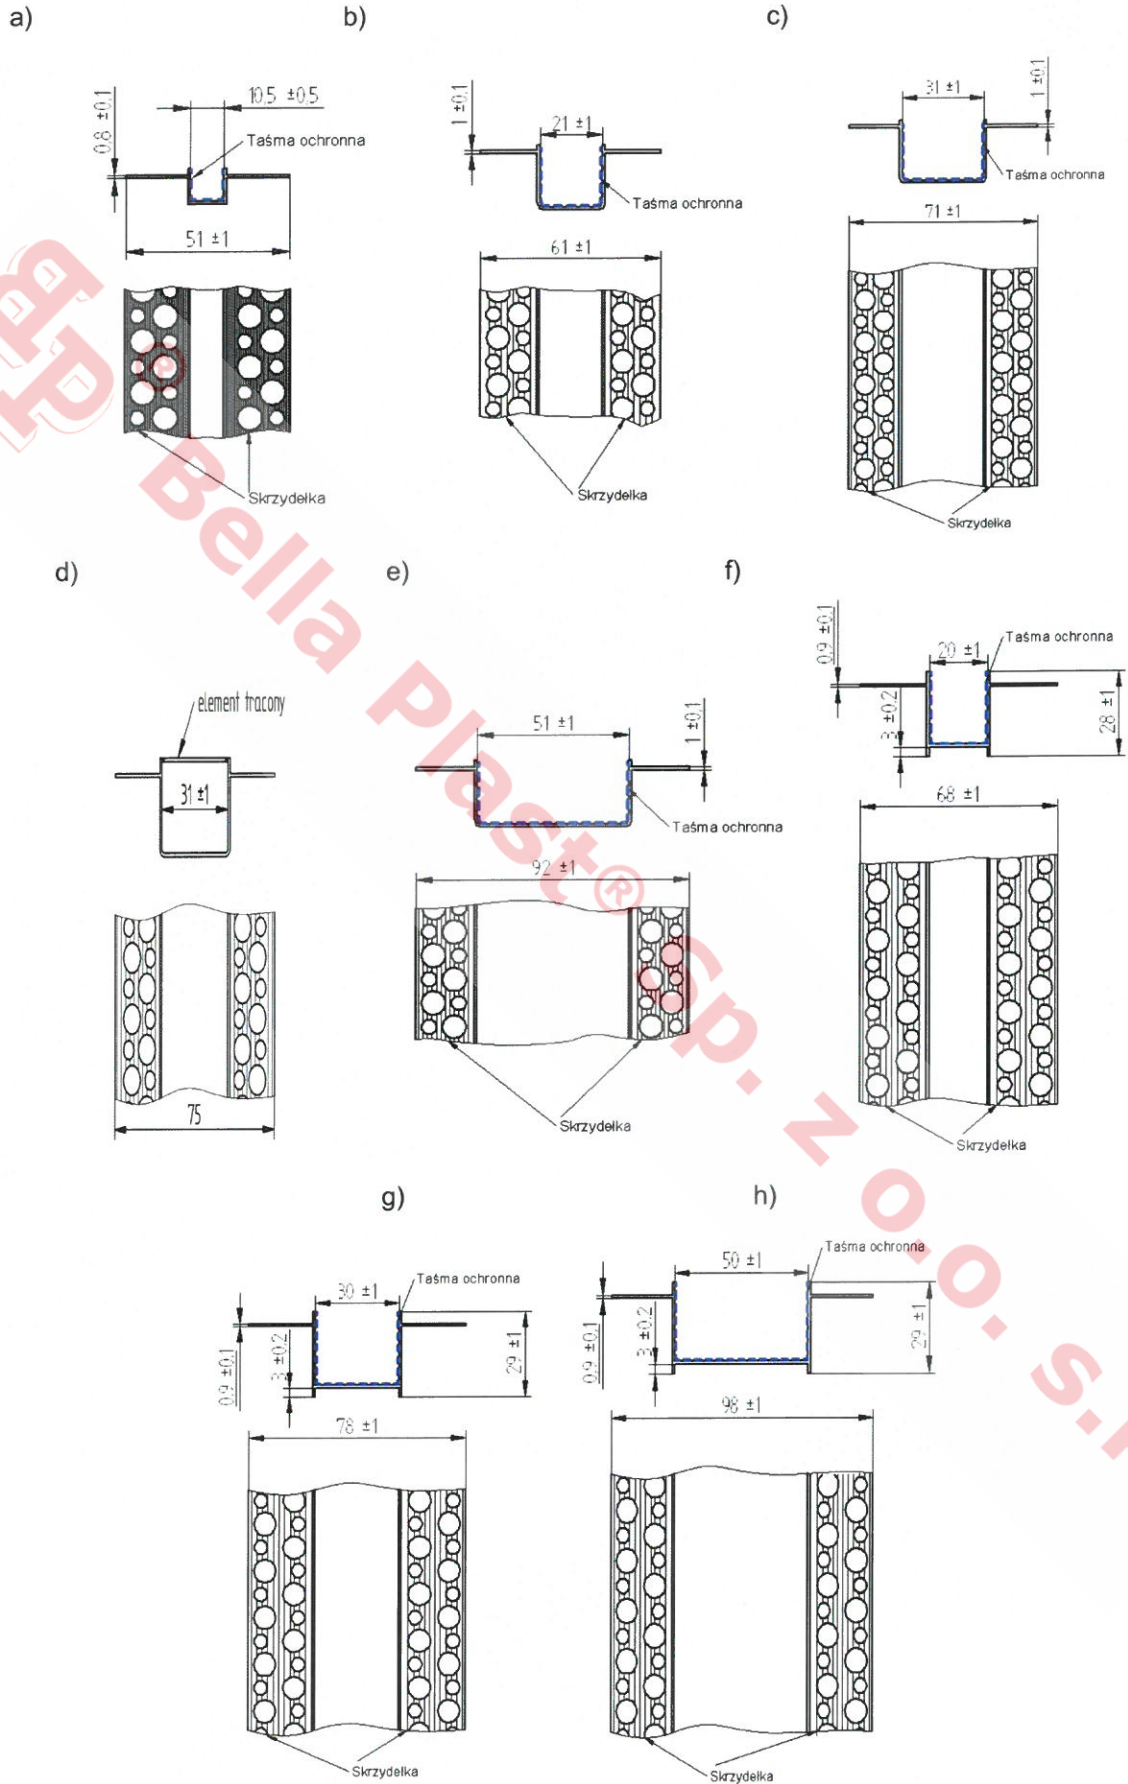 a)
b)
c)
10,5 ±0,5
0.8 ±0.1
Taśma ochronna
51 ±1
Skrzydełka
1 ±0.1
21 ±1
Taśma ochronna
61 ±1
Skrzydełka
31 ±1
1 ±0.1
Taśma ochronna
71 ±1
Skrzydełka
d)
e)
f)
element tracony
31 ±1
75
51 ±1
1 ±0.1
Taśma ochronna
92 ±1
Skrzydełka
0.9 ±0.1
20 ±1
Taśma ochronna
3 ±0.2
28 ±1
68 ±1
Skrzydełka
g)
h)
30 ±1
Taśma ochronna
0.9 ±0.1
3 ±0.2
29 ±1
78 ±1
Skrzydełka
50 ±1
Taśma ochronna
0.9 ±0.1
3 ±0.2
29 ±1
98 ±1
Skrzydełka
BP®
Bella Plast® Sp. z o.o. s.